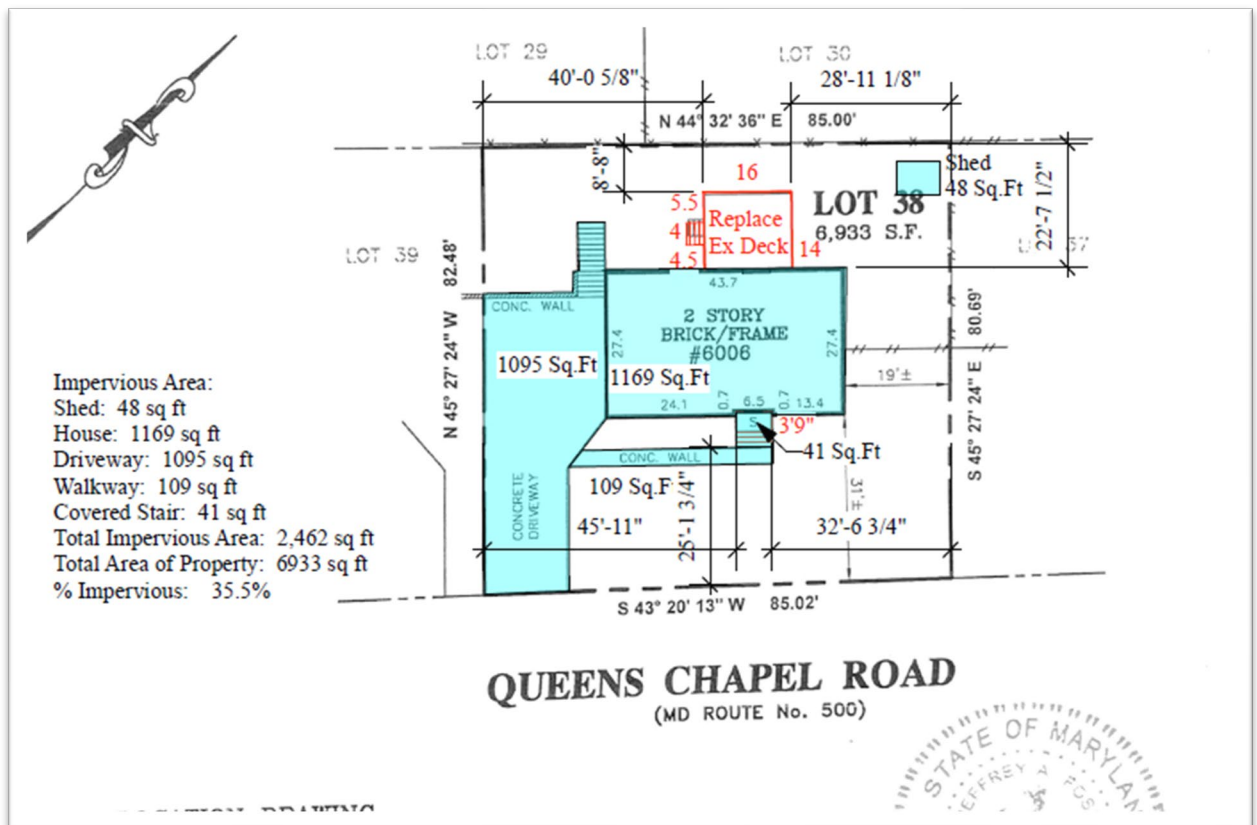 LOT 29
LOT 30
40'-0 5/8"
28'-11 1/8"
N 44° 32' 36" E 85.00'
8'-8"
16
Shed
48 Sq.Ft
5.5
4
4.5
Replace
Ex Deck
14
LOT 38
6,933 S.F.
22'-7 1/2"
37
LOT 39
N 45° 27' 24" W 82.48'
43.7
CONC. WALL
2 STORY
BRICK/FRAME
#6006
27.4
27.4
80.69'
S 45° 27' 24" E
1095 Sq.Ft
1169 Sq.Ft
19'±
24.1
0.7
6.5
0.7
13.4
S
3'9"
41 Sq.Ft
CONC. WALL
109 Sq.F
CONCRETE
DRIVEWAY
45'-11"
25'-1 3/4"
31'±
32'-6 3/4"
S 43° 20' 13" W 85.02'
Impervious Area:
Shed: 48 sq ft
House: 1169 sq ft
Driveway: 1095 sq ft
Walkway: 109 sq ft
Covered Stair: 41 sq ft
Total Impervious Area: 2,462 sq ft
Total Area of Property: 6933 sq ft
% Impervious: 35.5%
QUEENS CHAPEL ROAD
(MD ROUTE No. 500)
STATE OF MARYLAN
JEFFREY A
DRAWING